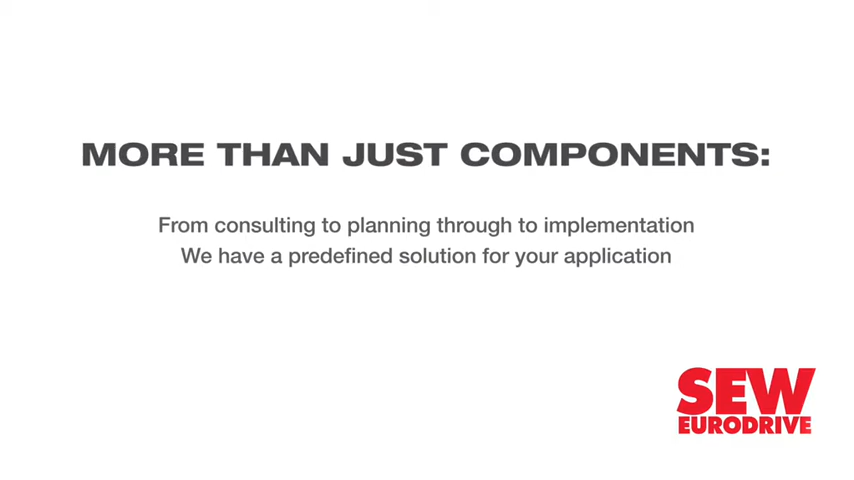 MORE THAN JUST COMPONENTS:
From consulting to planning through to implementation
We have a predefined solution for your application
SEW
EURODRIVE